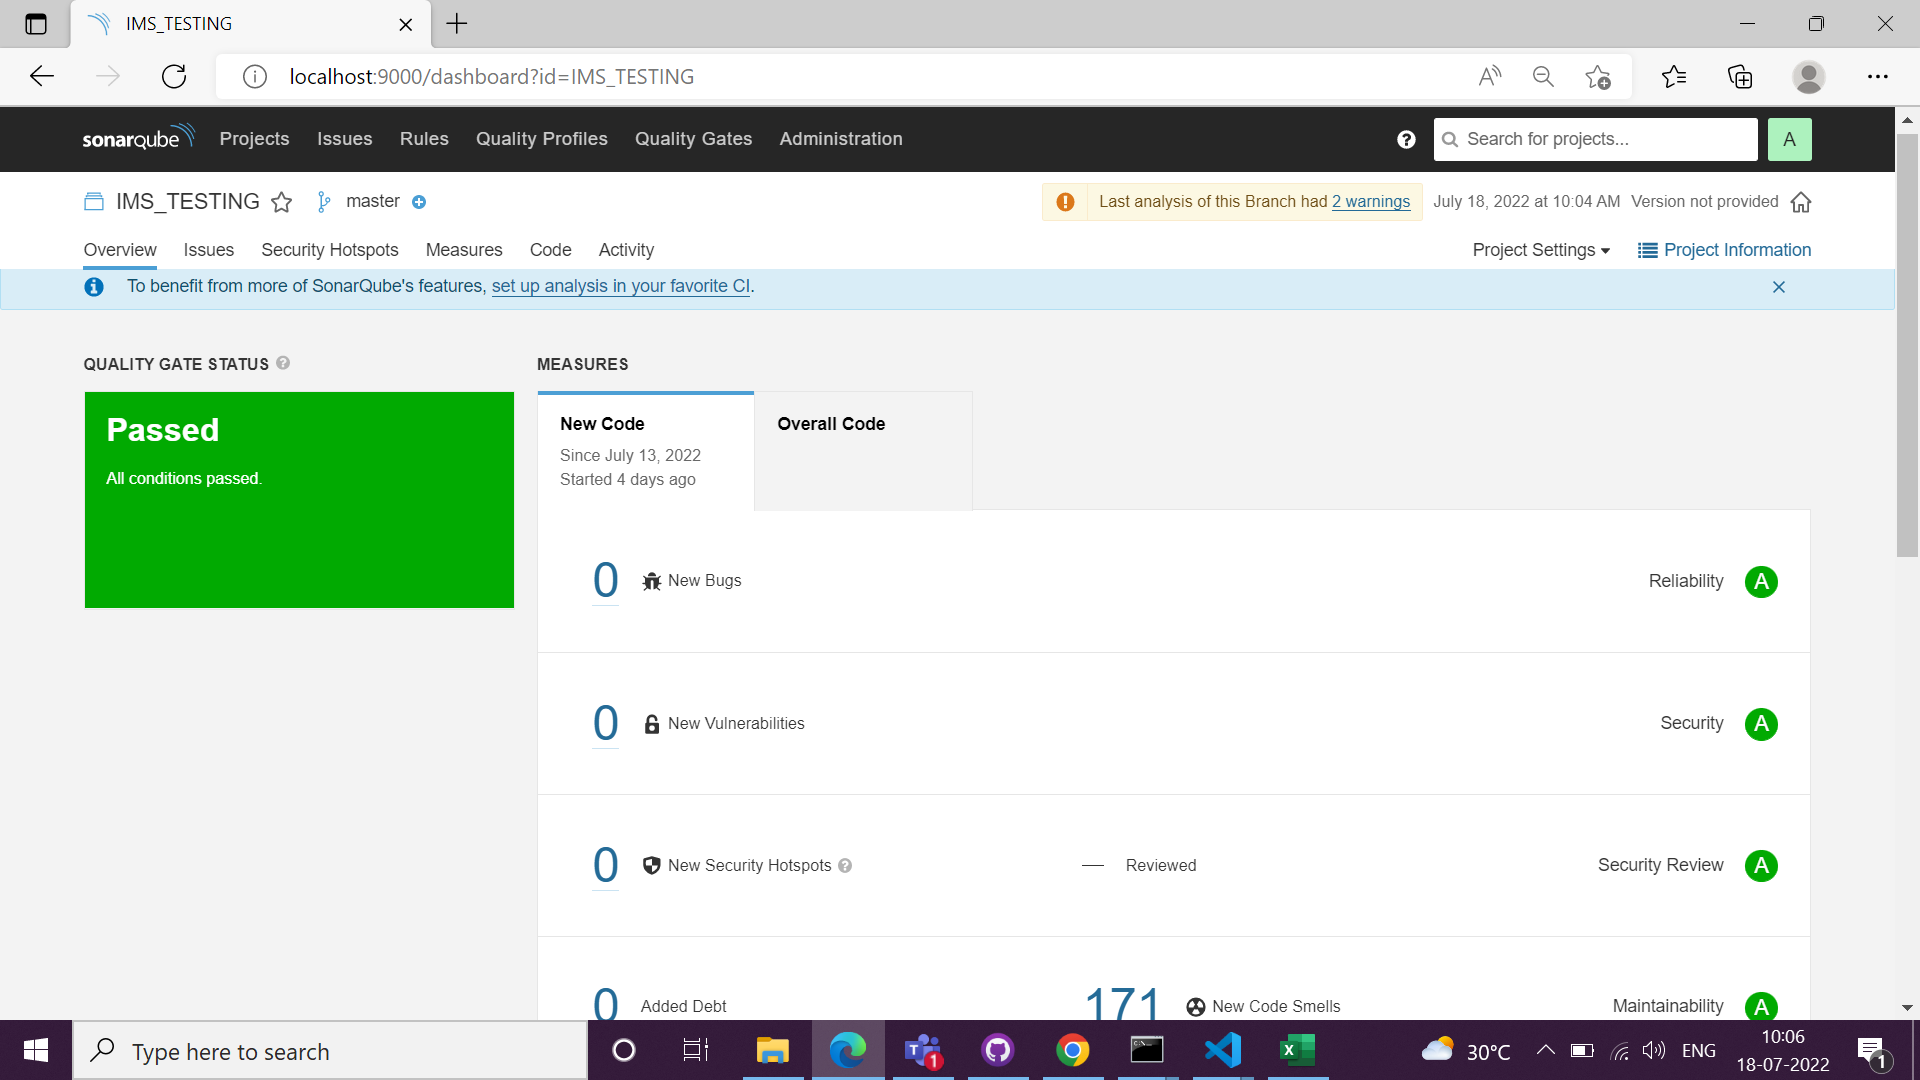 IMS_TESTING
localhost:9000/dashboard?id=IMS_TESTING
sonarqube Projects Issues Rules Quality Profiles Quality Gates Administration Search for projects... A
IMS_TESTING master Last analysis of this Branch had 2 warnings July 18, 2022 at 10:04 AM Version not provided
Overview Issues Security Hotspots Measures Code Activity Project Settings Project Information
To benefit from more of SonarQube's features, set up analysis in your favorite CI.
QUALITY GATE STATUS MEASURES
Passed
All conditions passed.
New Code Overall Code
Since July 13, 2022
Started 4 days ago
0 New Bugs Reliability A
0 New Vulnerabilities Security A
0 New Security Hotspots — Reviewed Security Review A
0 Added Debt 171 New Code Smells Maintainability A
Type here to search 1 30°C ENG 10:06
18-07-2022 1